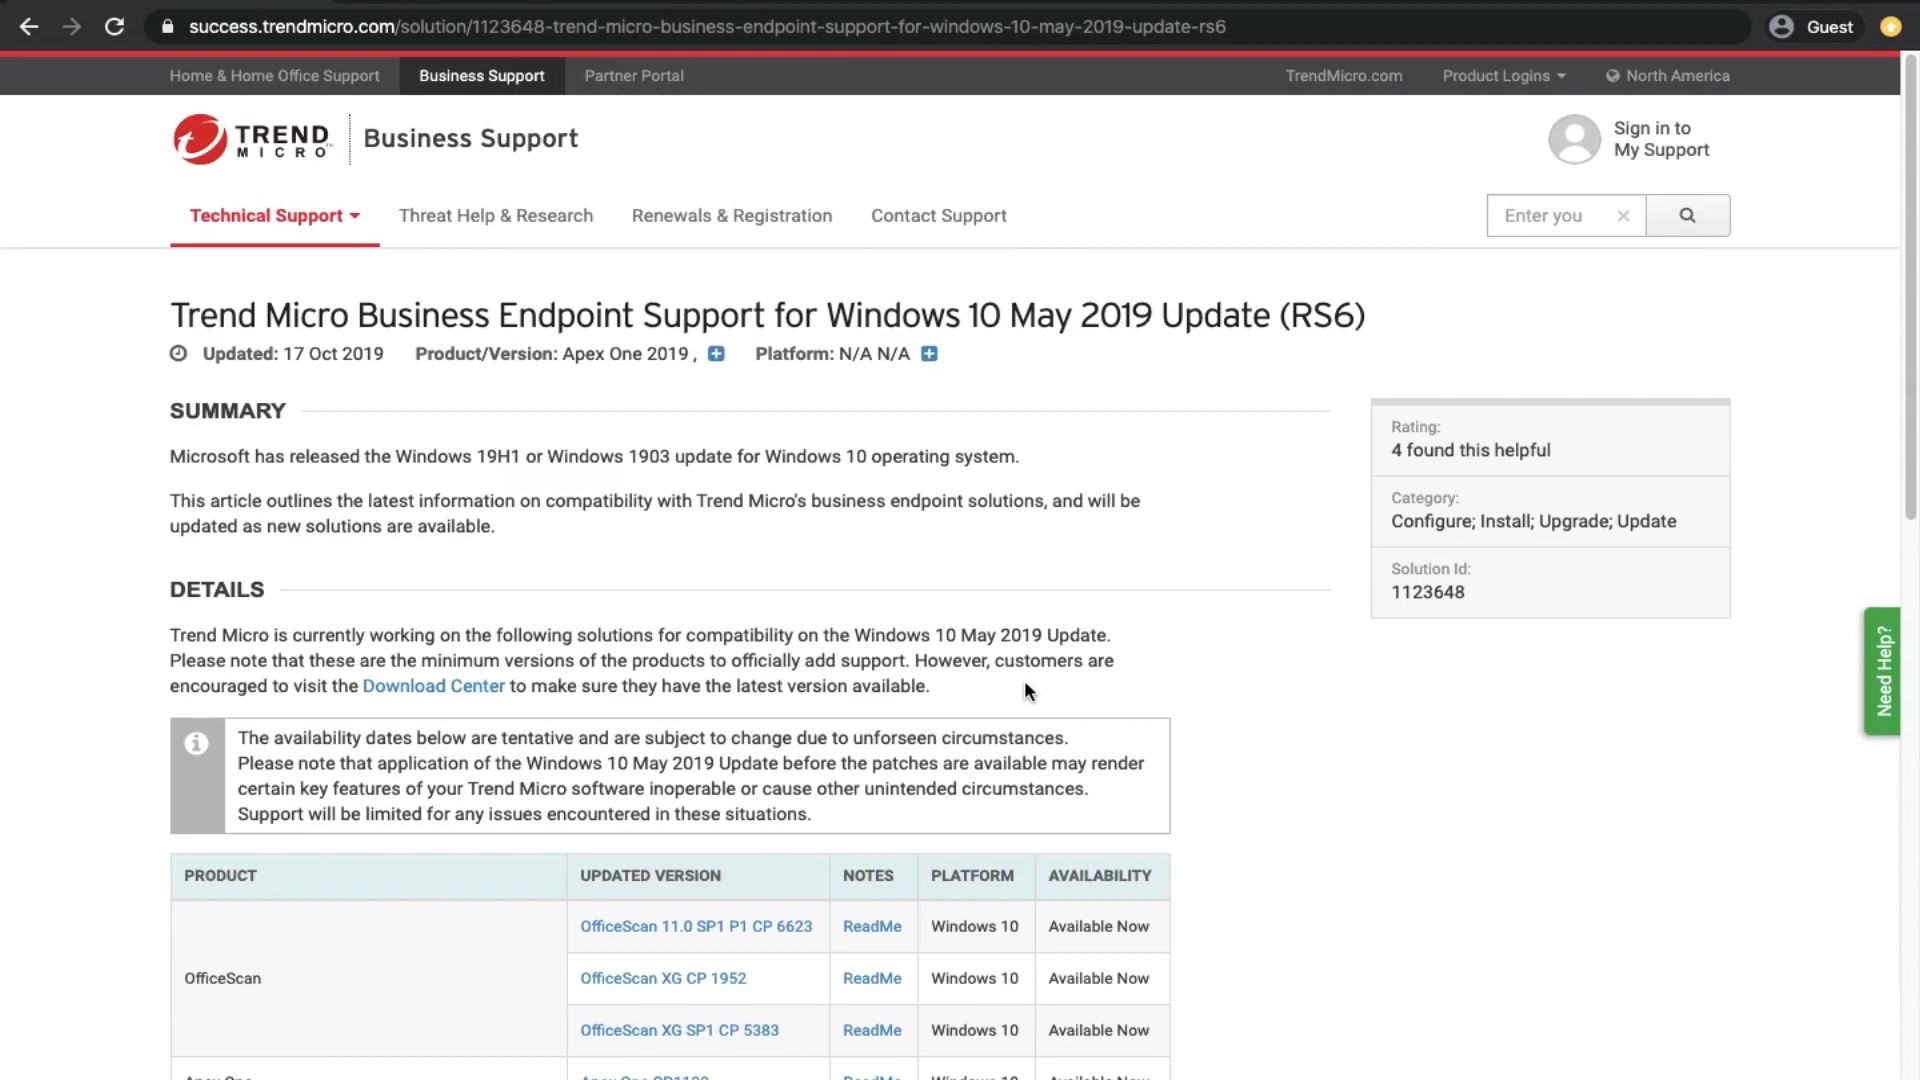 success.trendmicro.com/solution/1123648-trend-micro-business-endpoint-support-for-windows-10-may-2019-update-rs6
Guest
Home & Home Office Support
Business Support
Partner Portal
TrendMicro.com
Product Logins
North America
TREND
MICRO
Business Support
Sign in to
My Support
Technical Support
Threat Help & Research
Renewals & Registration
Contact Support
Enter you
Trend Micro Business Endpoint Support for Windows 10 May 2019 Update (RS6)
Updated: 17 Oct 2019 Product/Version: Apex One 2019 , Platform: N/A N/A
SUMMARY
Microsoft has released the Windows 19H1 or Windows 1903 update for Windows 10 operating system.
This article outlines the latest information on compatibility with Trend Micro's business endpoint solutions, and will be
updated as new solutions are available.
Rating:
4 found this helpful
Category:
Configure; Install; Upgrade; Update
Solution Id:
1123648
DETAILS
Trend Micro is currently working on the following solutions for compatibility on the Windows 10 May 2019 Update.
Please note that these are the minimum versions of the products to officially add support. However, customers are
encouraged to visit the Download Center to make sure they have the latest version available.
Need Help?
The availability dates below are tentative and are subject to change due to unforseen circumstances.
Please note that application of the Windows 10 May 2019 Update before the patches are available may render
certain key features of your Trend Micro software inoperable or cause other unintended circumstances.
Support will be limited for any issues encountered in these situations.
PRODUCT UPDATED VERSION NOTES PLATFORM AVAILABILITY
OfficeScan 11.0 SP1 P1 CP 6623 ReadMe Windows 10 Available Now
OfficeScan OfficeScan XG CP 1952 ReadMe Windows 10 Available Now
OfficeScan XG SP1 CP 5383 ReadMe Windows 10 Available Now